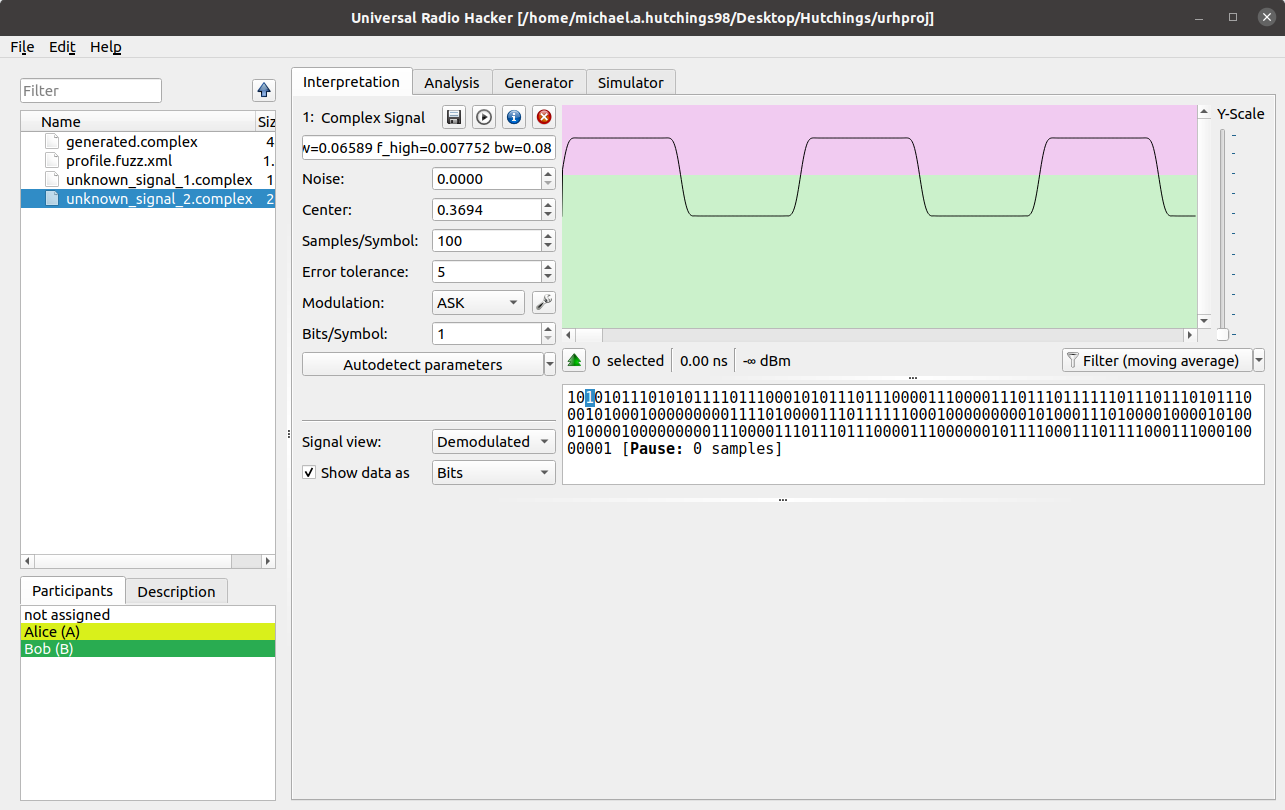 Universal Radio Hacker [/home/michael.a.hutchings98/Desktop/Hutchings/urhproj]
File Edit Help
Filter
Name Siz
generated.complex 4
profile.fuzz.xml 1.
unknown_signal_1.complex 1
unknown_signal_2.complex 2
Participants Description
not assigned
Alice (A)
Bob (B)
Interpretation Analysis Generator Simulator
1: Complex Signal
w=0.06589 f_high=0.007752 bw=0.08
Noise: 0.0000
Center: 0.3694
Samples/Symbol: 100
Error tolerance: 5
Modulation: ASK
Bits/Symbol: 1
Autodetect parameters
Signal view: Demodulated
Show data as Bits
Y-Scale
0 selected 0.00 ns -∞ dBm Filter (moving average)
1010101110101011110111000101011101110000111000011101110111111011101110101110
001010001000000000111101000011101111111000100000000001010001110100001000010100
0100001000000000011100001110111011100001110000001011110001110111100011100010
000001 [Pause: 0 samples]